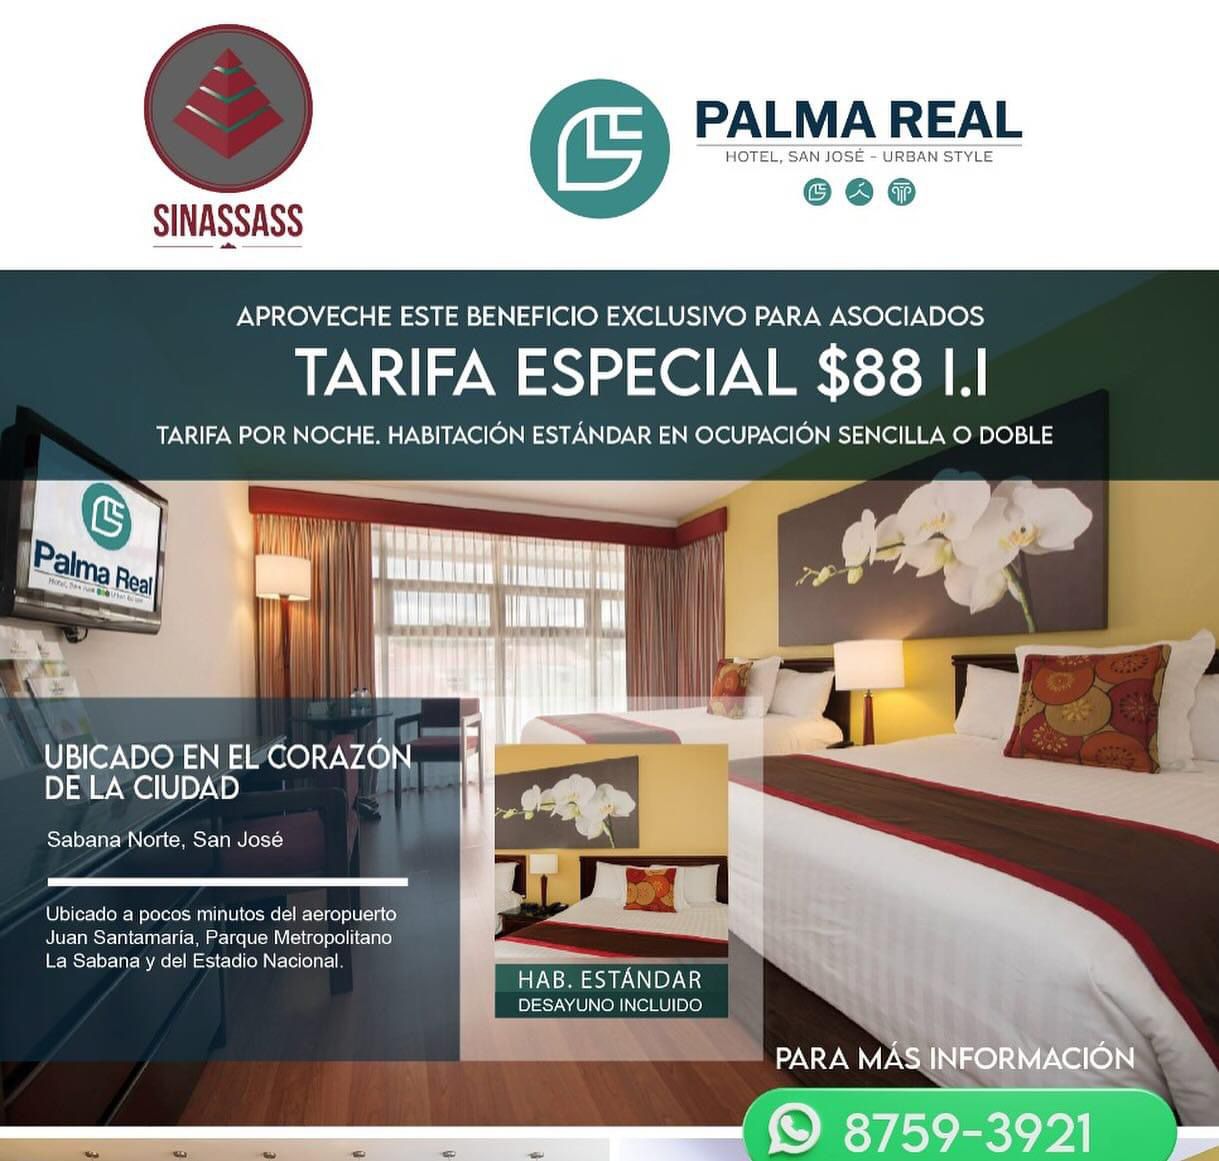 SINASSASS
PALMA REAL
HOTEL, SAN JOSÉ - URBAN STYLE
APROVECHE ESTE BENEFICIO EXCLUSIVO PARA ASOCIADOS
TARIFA ESPECIAL $88 I.I
TARIFA POR NOCHE. HABITACIÓN ESTÁNDAR EN OCUPACIÓN SENCILLA O DOBLE
Palma Real
UBICADO EN EL CORAZÓN
DE LA CIUDAD
Sabana Norte, San José
Ubicado a pocos minutos del aeropuerto
Juan Santamaría, Parque Metropolitano
La Sabana y del Estadio Nacional.
HAB. ESTÁNDAR
DESAYUNO INCLUIDO
PARA MÁS INFORMACIÓN
8759-3921